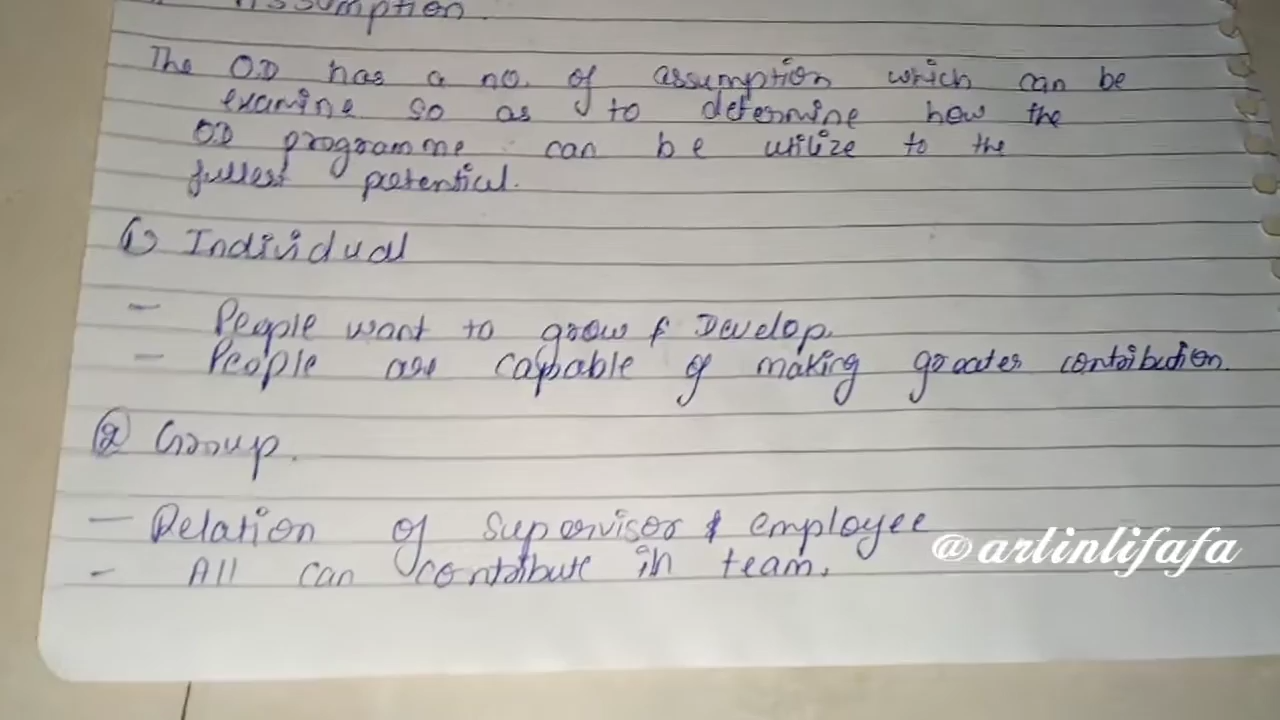 Assumption.
The O.D has a no. of assumption which can be
examine so as to determine how the
OD programme can be utilize to the
fullest potential.
(1) Individual
- People want to grow & Develop.
- People are capable of making greater contribution.
(2) Group.
- Relation of Supervisor & employee
- All can contribute in team.
@artinlifafa